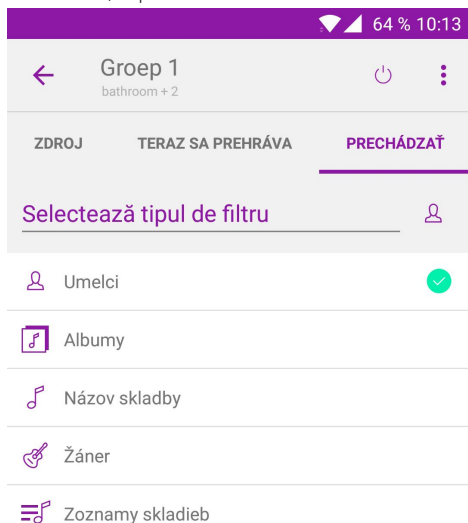 64 % 10:13
Groep 1
bathroom + 2
ZDROJ TERAZ SA PREHRÁVA PRECHÁDZAŤ
Selectează tipul de filtru
Umelci
Albumy
Názov skladby
Žáner
Zoznamy skladieb